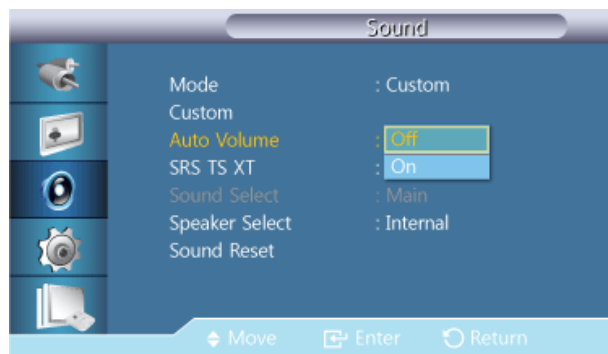 Sound
Mode : Custom
Custom
Auto Volume : Off
SRS TS XT : On
Sound Select : Main
Speaker Select : Internal
Sound Reset
Move Enter Return